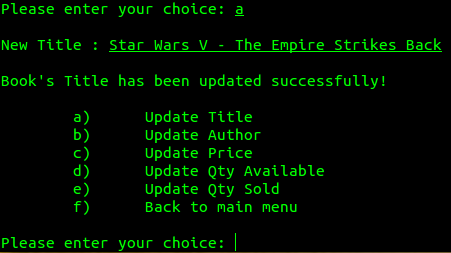 Please enter your choice: a
New Title : Star Wars V - The Empire Strikes Back
Book's Title has been updated successfully!
a) Update Title
b) Update Author
c) Update Price
d) Update Qty Available
e) Update Qty Sold
f) Back to main menu
Please enter your choice: